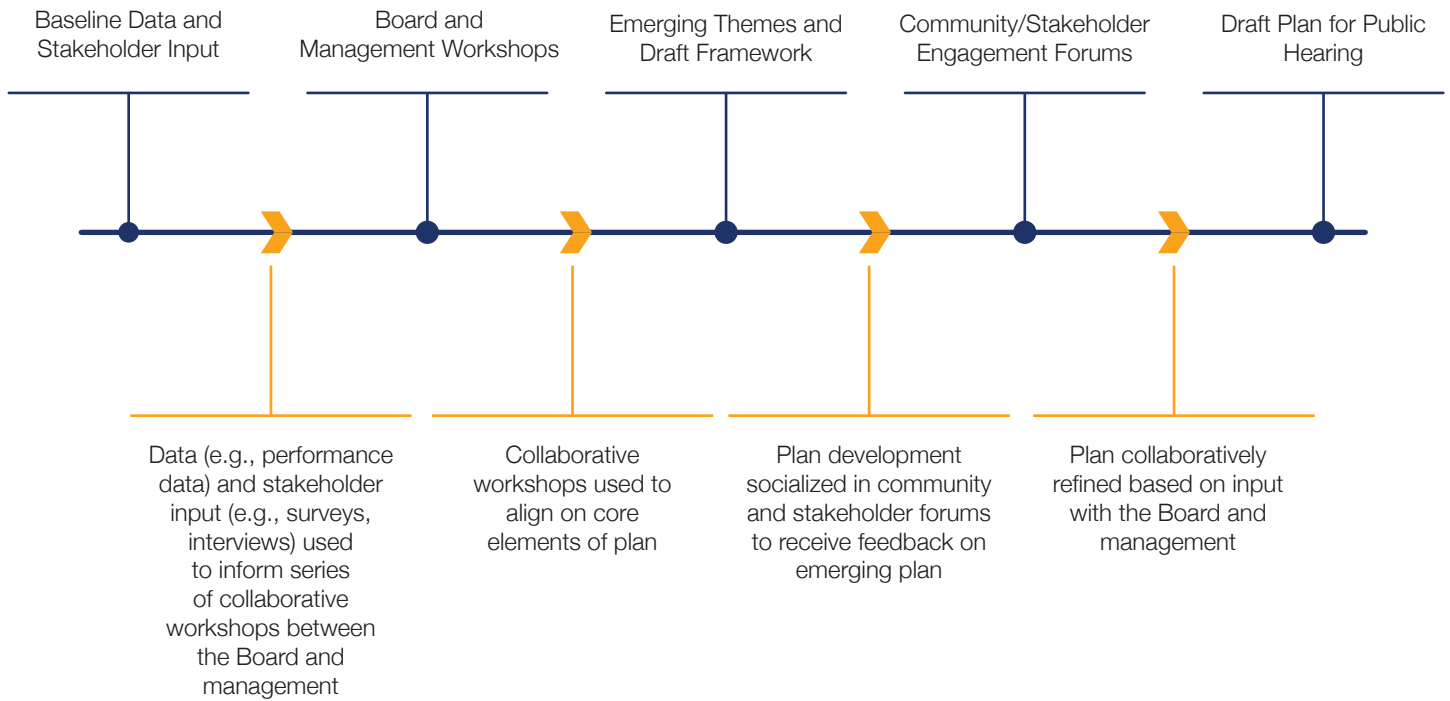 Baseline Data and
Stakeholder Input
Board and
Management Workshops
Emerging Themes and
Draft Framework
Community/Stakeholder
Engagement Forums
Draft Plan for Public
Hearing
Data (e.g., performance
data) and stakeholder
input (e.g., surveys,
interviews) used
to inform series
of collaborative
workshops between
the Board and
management
Collaborative
workshops used to
align on core
elements of plan
Plan development
socialized in community
and stakeholder forums
to receive feedback on
emerging plan
Plan collaboratively
refined based on input
with the Board and
management